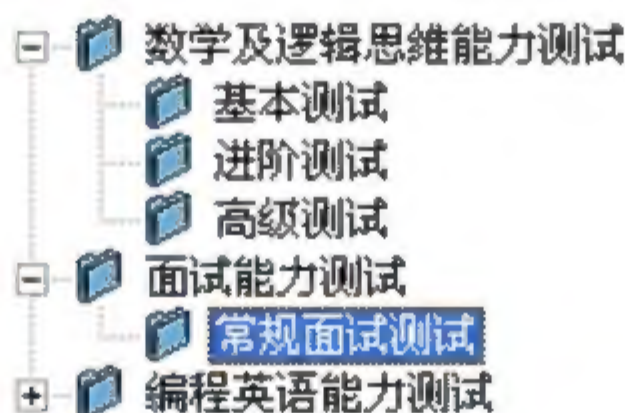 数学及逻辑思维能力测试
基本测试
进阶测试
高级测试
面试能力测试
常规面试测试
编程英语能力测试